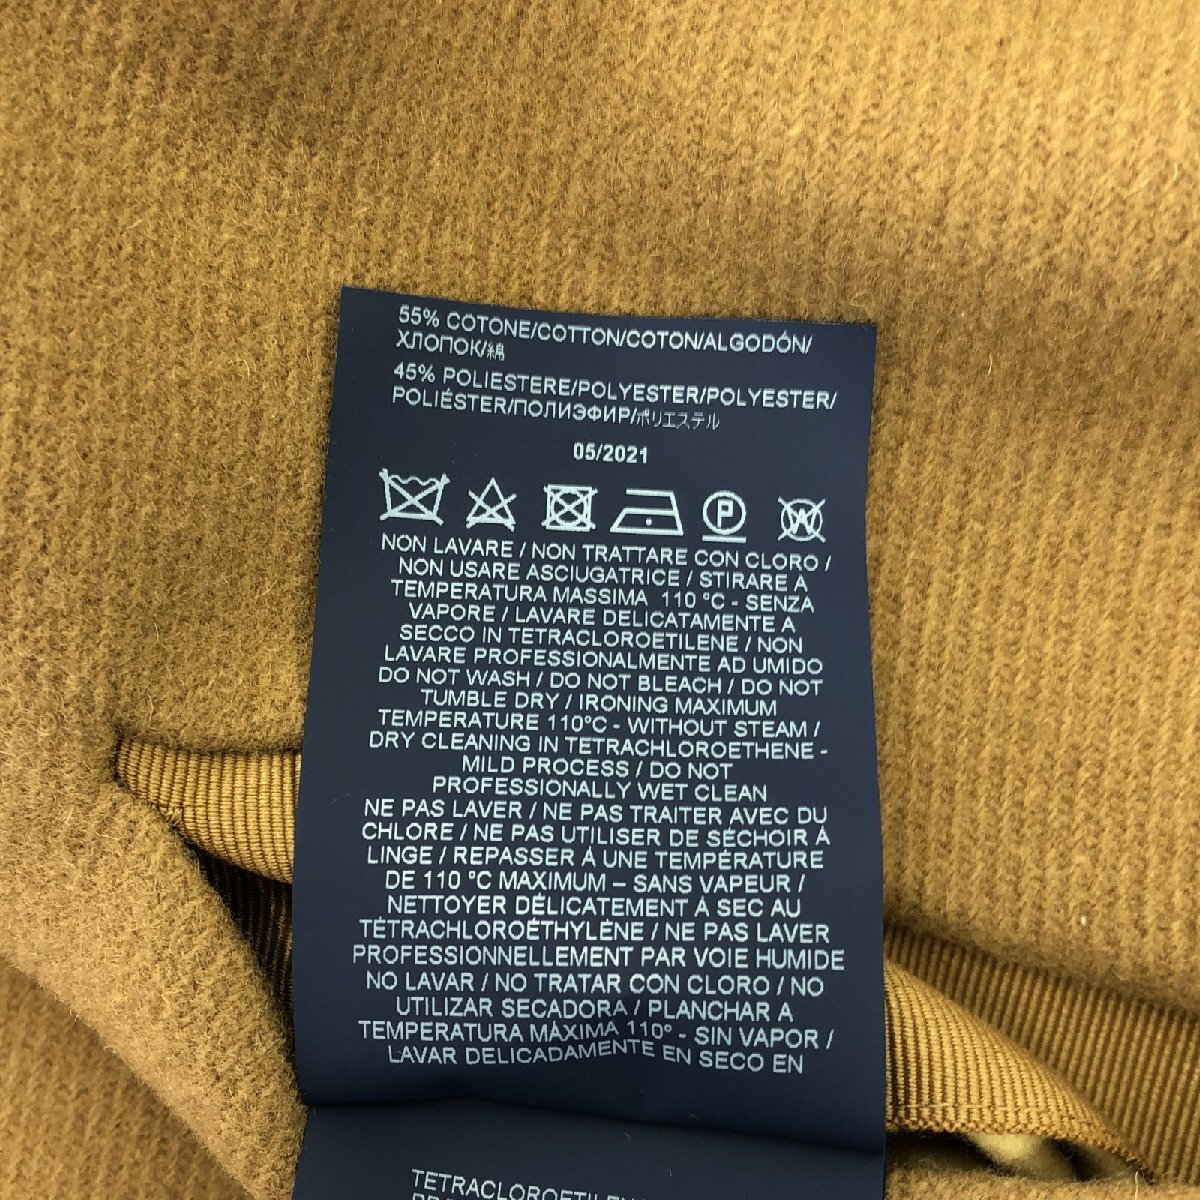 55% COTONE/COTTON/COTON/ALGODÓN/
ХЛОПОК/綿
45% POLIESTERE/POLYESTER/POLYESTER/
POLIÉSTER/ПОЛИЭФИР/ポリエステル
05/2021
P
W
NON LAVARE / NON TRATTARE CON CLORO /
NON USARE ASCIUGATRICE / STIRARE A
TEMPERATURA MASSIMA 110 °C - SENZA
VAPORE / LAVARE DELICATAMENTE A
SECCO IN TETRACLOROETILENE / NON
LAVARE PROFESSIONALMENTE AD UMIDO
DO NOT WASH / DO NOT BLEACH / DO NOT
TUMBLE DRY / IRONING MAXIMUM
TEMPERATURE 110°C - WITHOUT STEAM /
DRY CLEANING IN TETRACHLOROETHENE -
MILD PROCESS / DO NOT
PROFESSIONALLY WET CLEAN
NE PAS LAVER / NE PAS TRAITER AVEC DU
CHLORE / NE PAS UTILISER DE SÉCHOIR À
LINGE / REPASSER À UNE TEMPÉRATURE
DE 110 °C MAXIMUM – SANS VAPEUR /
NETTOYER DÉLICATEMENT À SEC AU
TÉTRACHLOROÉTHYLÈNE / NE PAS LAVER
PROFESSIONNELLEMENT PAR VOIE HUMIDE
NO LAVAR / NO TRATAR CON CLORO / NO
UTILIZAR SECADORA / PLANCHAR A
TEMPERATURA MÁXIMA 110° - SIN VAPOR /
LAVAR DELICADAMENTE EN SECO EN